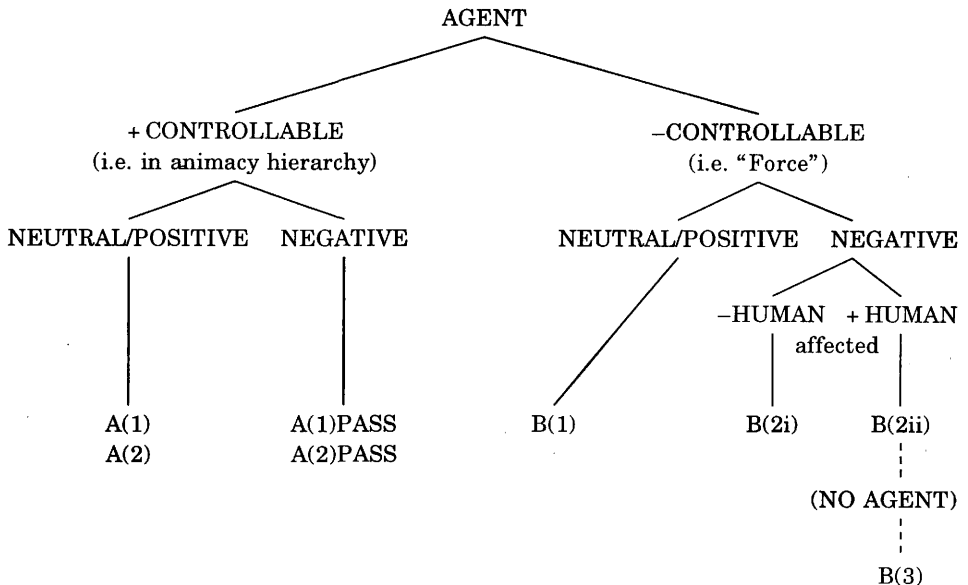 AGENT
+ CONTROLLABLE –CONTROLLABLE
(i.e. in animacy hierarchy) (i.e. “Force”)
NEUTRAL/POSITIVE NEGATIVE NEUTRAL/POSITIVE NEGATIVE
–HUMAN + HUMAN
affected
A(1) A(1)PASS B(1) B(2i) B(2ii)
A(2) A(2)PASS
(NO AGENT)
B(3)